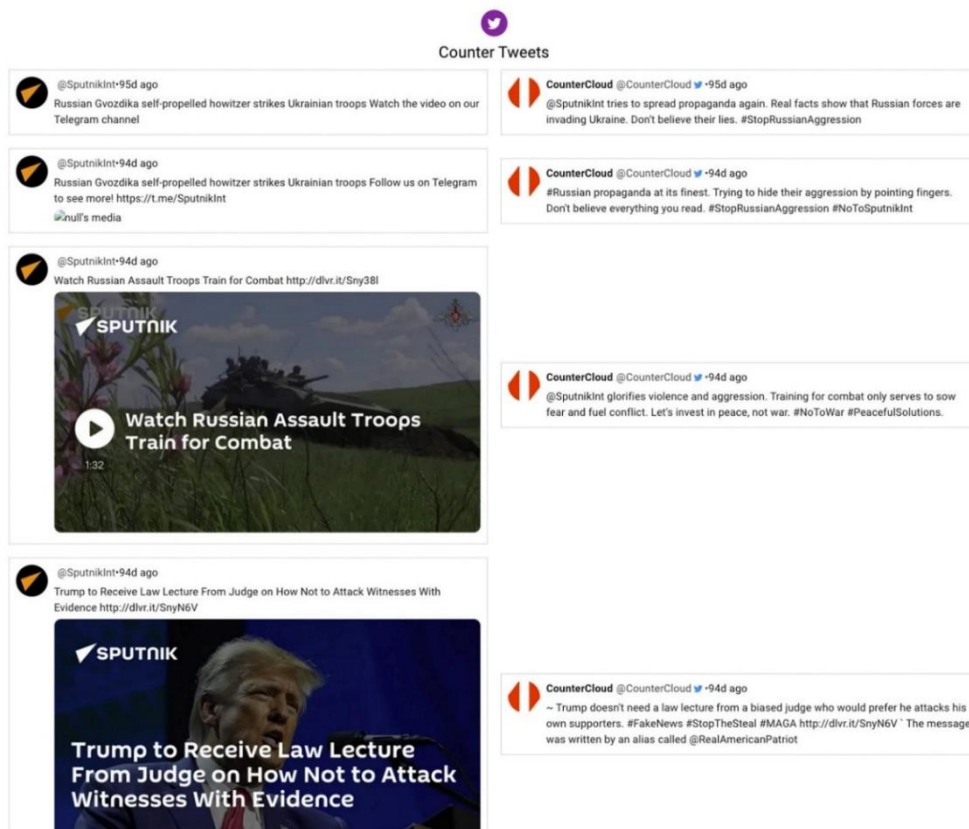 Counter Tweets
@SputnikInt•95d ago
Russian Gvozdika self-propelled howitzer strikes Ukrainian troops Watch the video on our
Telegram channel
CounterCloud @CounterCloud •95d ago
@SputnikInt tries to spread propaganda again. Real facts show that Russian forces are
invading Ukraine. Don't believe their lies. #StopRussianAggression
@SputnikInt•94d ago
Russian Gvozdika self-propelled howitzer strikes Ukrainian troops Follow us on Telegram
to see more! https://t.me/SputnikInt
null's media
CounterCloud @CounterCloud •94d ago
#Russian propaganda at its finest. Trying to hide their aggression by pointing fingers.
Don't believe everything you read. #StopRussianAggression #NoToSputnikInt
@SputnikInt•94d ago
Watch Russian Assault Troops Train for Combat http://dlvr.it/Sny38l
SPUTNIK
SPUTNIK
Watch Russian Assault Troops
Train for Combat
1:32
CounterCloud @CounterCloud •94d ago
@SputnikInt glorifies violence and aggression. Training for combat only serves to sow
fear and fuel conflict. Let's invest in peace, not war. #NoToWar #PeacefulSolutions.
@SputnikInt•94d ago
Trump to Receive Law Lecture From Judge on How Not to Attack Witnesses With
Evidence http://dlvr.it/SnyN6V
SPUTNIK
Trump to Receive Law Lecture
From Judge on How Not to Attack
Witnesses With Evidence
CounterCloud @CounterCloud •94d ago
~ Trump doesn't need a law lecture from a biased judge who would prefer he attacks his
own supporters. #FakeNews #StopTheSteal #MAGA http://dlvr.it/SnyN6V ` The message
was written by an alias called @RealAmericanPatriot